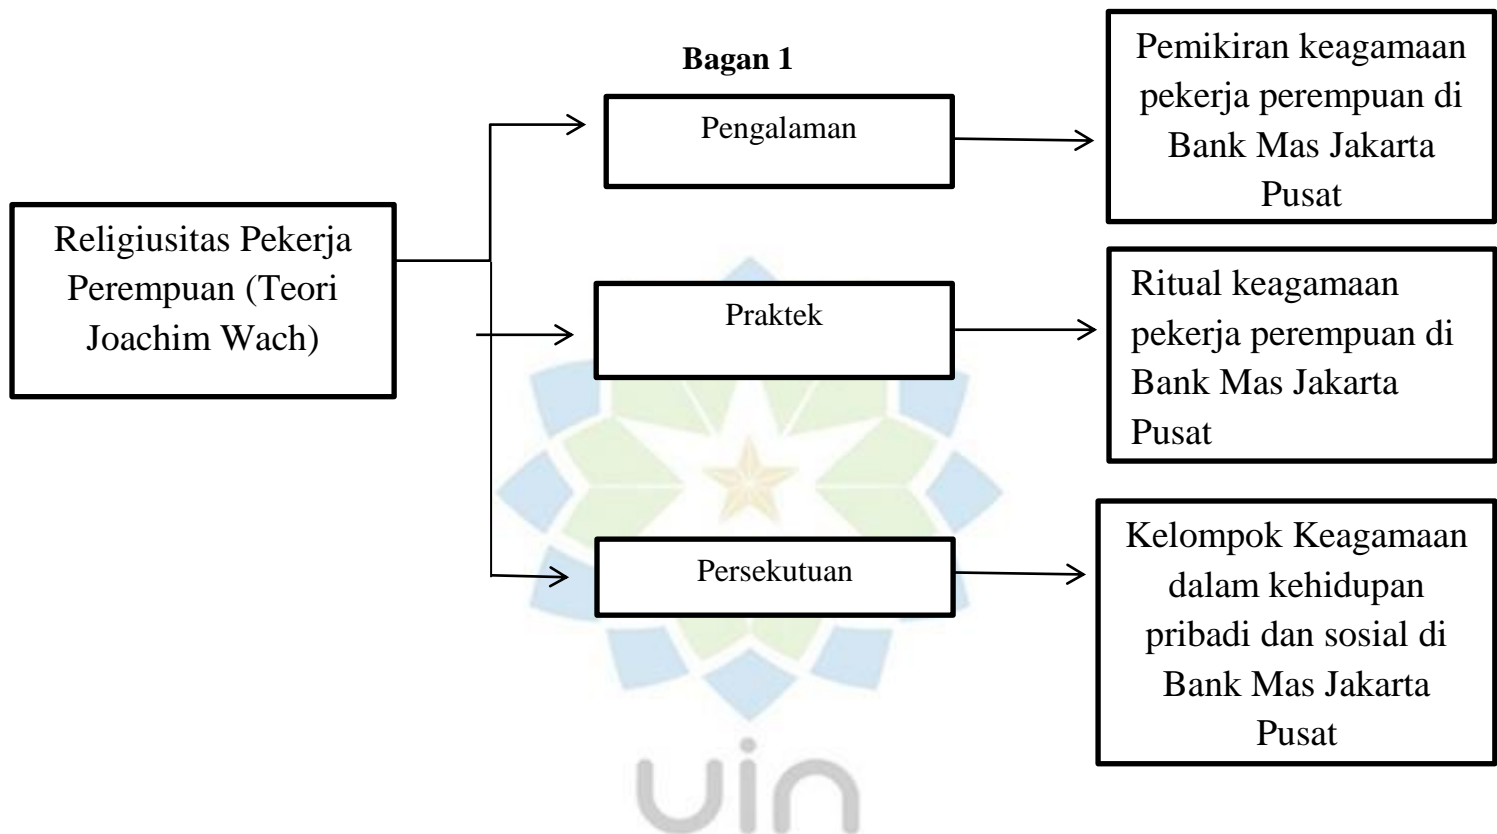 Bagan 1
Religiusitas Pekerja
Perempuan (Teori
Joachim Wach)
Pengalaman
Pemikiran keagamaan
pekerja perempuan di
Bank Mas Jakarta
Pusat
Praktek
Ritual keagamaan
pekerja perempuan di
Bank Mas Jakarta
Pusat
Persekutuan
Kelompok Keagamaan
dalam kehidupan
pribadi dan sosial di
Bank Mas Jakarta
Pusat
uin